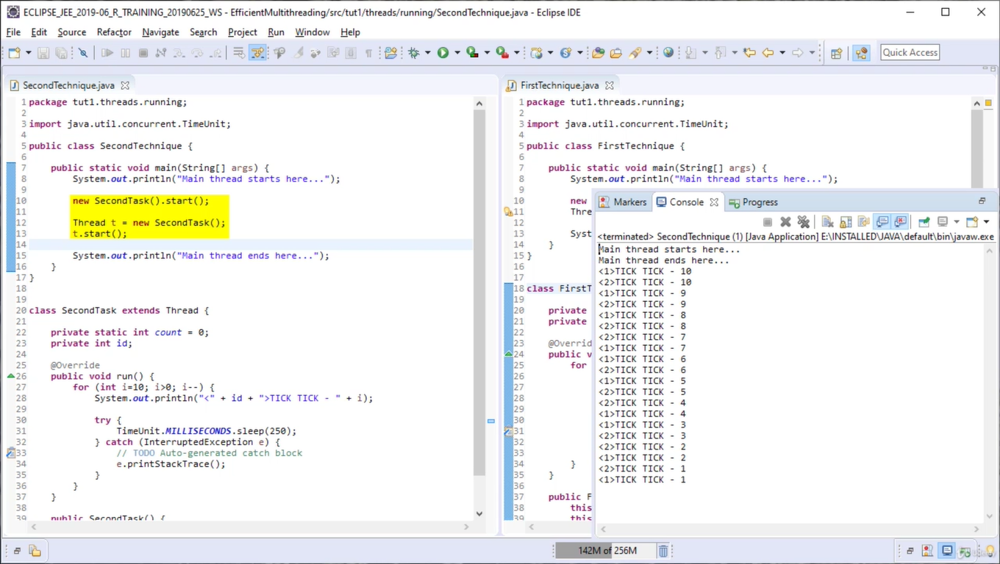 ECLIPSE_JEE_2019-06_R_TRAINING_20190625_WS - EfficientMultithreading/src/tut1/threads/running/SecondTechnique.java - Eclipse IDE
File Edit Source Refactor Navigate Search Project Run Window Help
Quick Access
SecondTechnique.java
1 package tut1.threads.running;
2
3 import java.util.concurrent.TimeUnit;
4
5 public class SecondTechnique {
6
7 public static void main(String[] args) {
8 System.out.println("Main thread starts here...");
9
10 new SecondTask().start();
11
12 Thread t = new SecondTask();
13 t.start();
14
15 System.out.println("Main thread ends here...");
16 }
17 }
18
19
20 class SecondTask extends Thread {
21
22 private static int count = 0;
23 private int id;
24
25 @Override
26 public void run() {
27 for (int i=10; i>0; i--) {
28 System.out.println("<" + id + ">TICK TICK - " + i);
29
30 try {
31 TimeUnit.MILLISECONDS.sleep(250);
32 } catch (InterruptedException e) {
33 // TODO Auto-generated catch block
34 e.printStackTrace();
35 }
36 }
37 }
38
39 public SecondTask() {
FirstTechnique.java
1 package tut1.threads.running;
2
3 import java.util.concurrent.TimeUnit;
4
5 public class FirstTechnique {
6
7 public static void main(String[] args) {
8 System.out.println("Main thread starts here...");
9
10 new
11 Thre
12
13 Syst
14 }
15 }
16
17
18 class FirstT
19
20 private
21 private
22
23 @Overrid
24 public v
25 for
26
27
28
29
30
31
32
33
34 }
35 }
36
37 public F
38 this
39 this
Markers Console Progress
<terminated> SecondTechnique (1) [Java Application] E:\INSTALLED\JAVA\default\bin\javaw.exe
Main thread starts here...
Main thread ends here...
<1>TICK TICK - 10
<2>TICK TICK - 10
<1>TICK TICK - 9
<2>TICK TICK - 9
<1>TICK TICK - 8
<2>TICK TICK - 8
<2>TICK TICK - 7
<1>TICK TICK - 7
<1>TICK TICK - 6
<2>TICK TICK - 6
<1>TICK TICK - 5
<2>TICK TICK - 5
<2>TICK TICK - 4
<1>TICK TICK - 4
<1>TICK TICK - 3
<2>TICK TICK - 3
<2>TICK TICK - 2
<1>TICK TICK - 2
<2>TICK TICK - 1
<1>TICK TICK - 1
142M of 256M